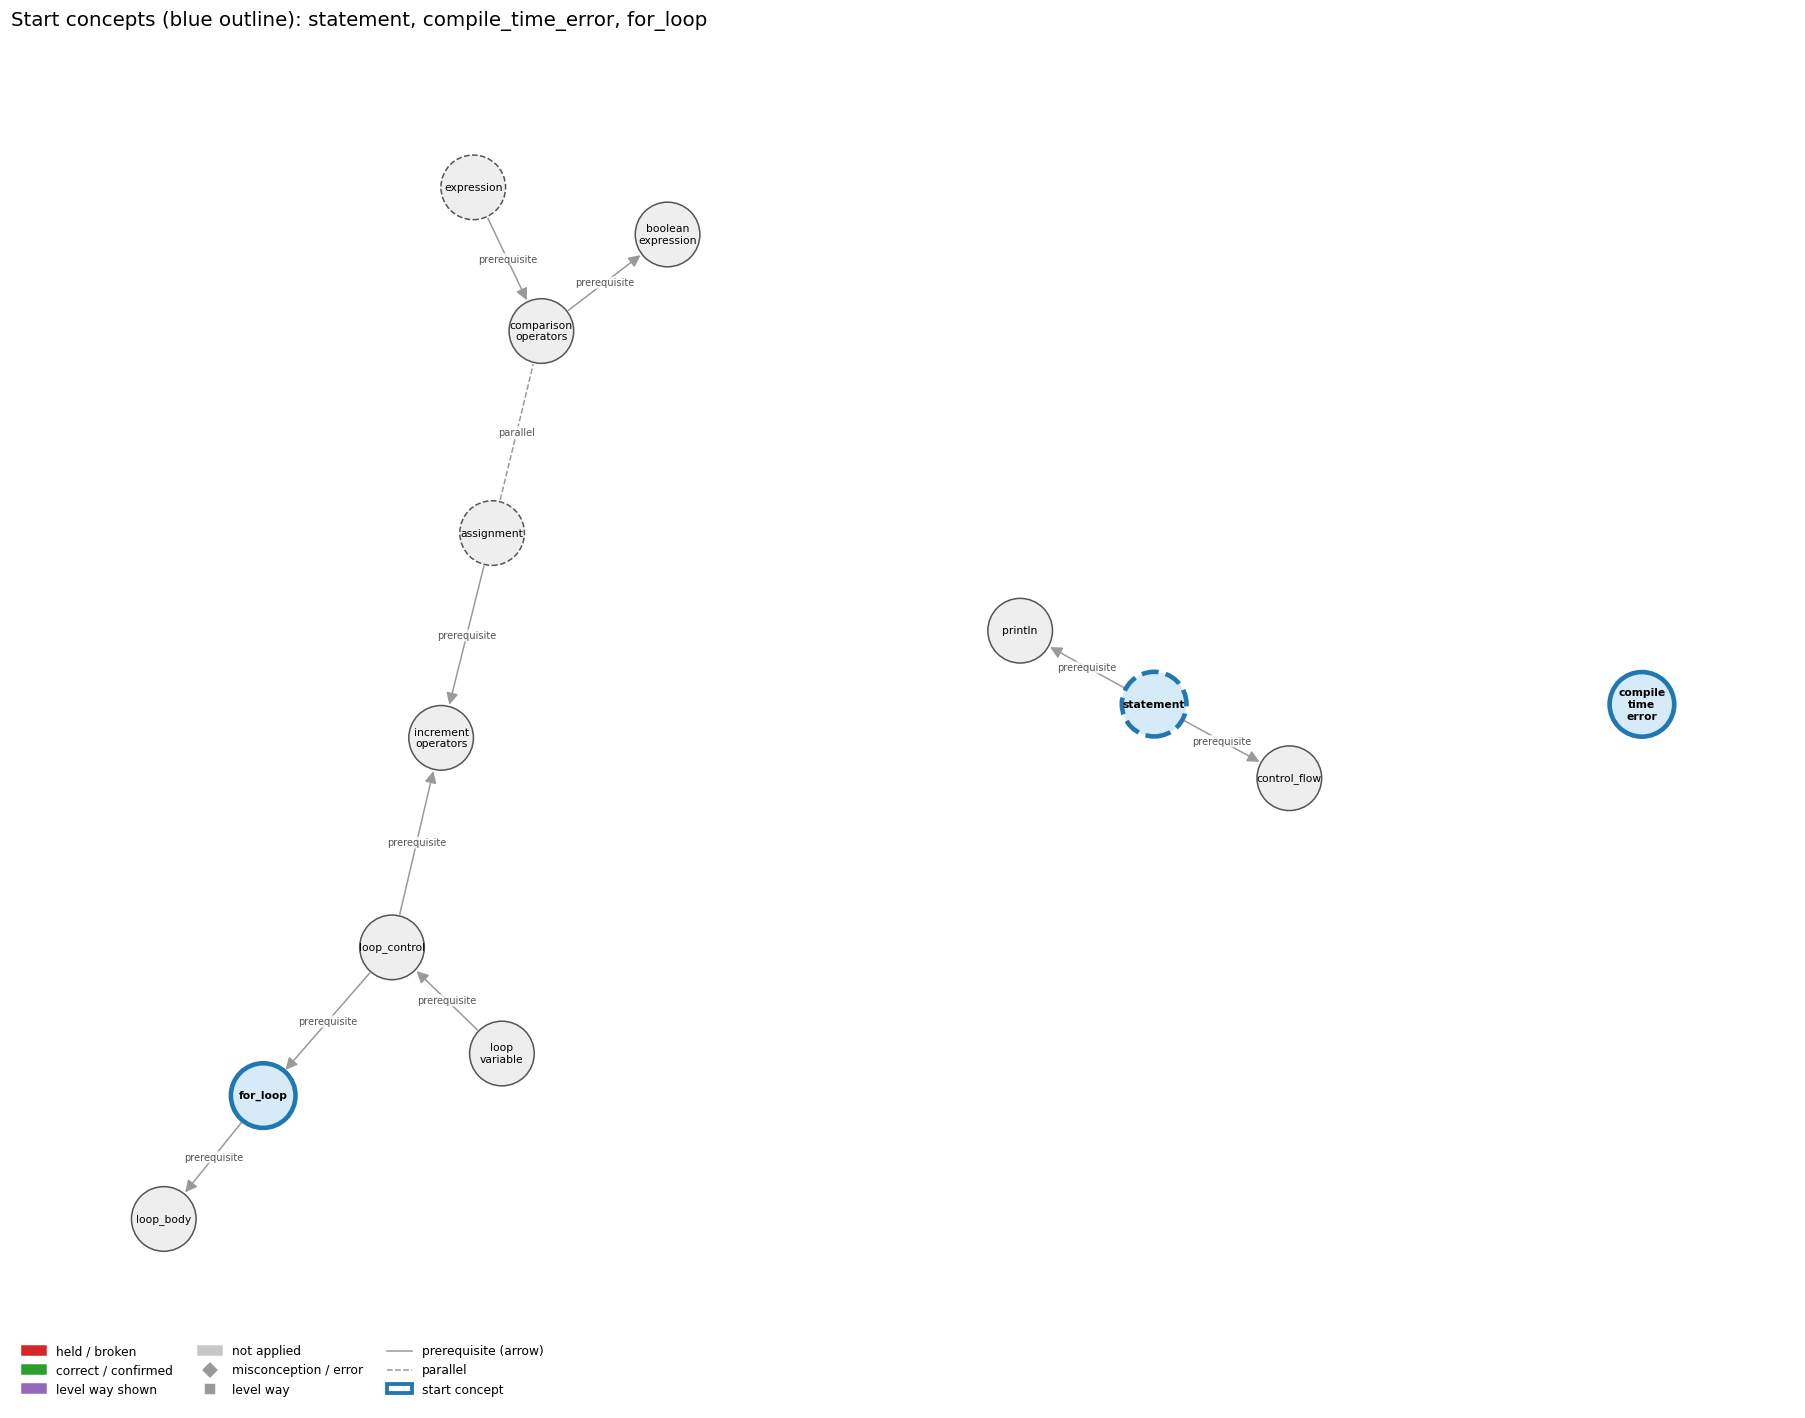 Start concepts (blue outline): statement, compile_time_error, for_loop
expression
boolean
expression
prerequisite
prerequisite
comparison
operators
parallel
assignment
prerequisite
println
prerequisite
statement
compile
time
error
increment
operators
prerequisite
control_flow
prerequisite
loop_control
prerequisite
prerequisite
loop
variable
for_loop
prerequisite
loop_body
held / broken
correct / confirmed
level way shown
not applied
misconception / error
level way
prerequisite (arrow)
parallel
start concept